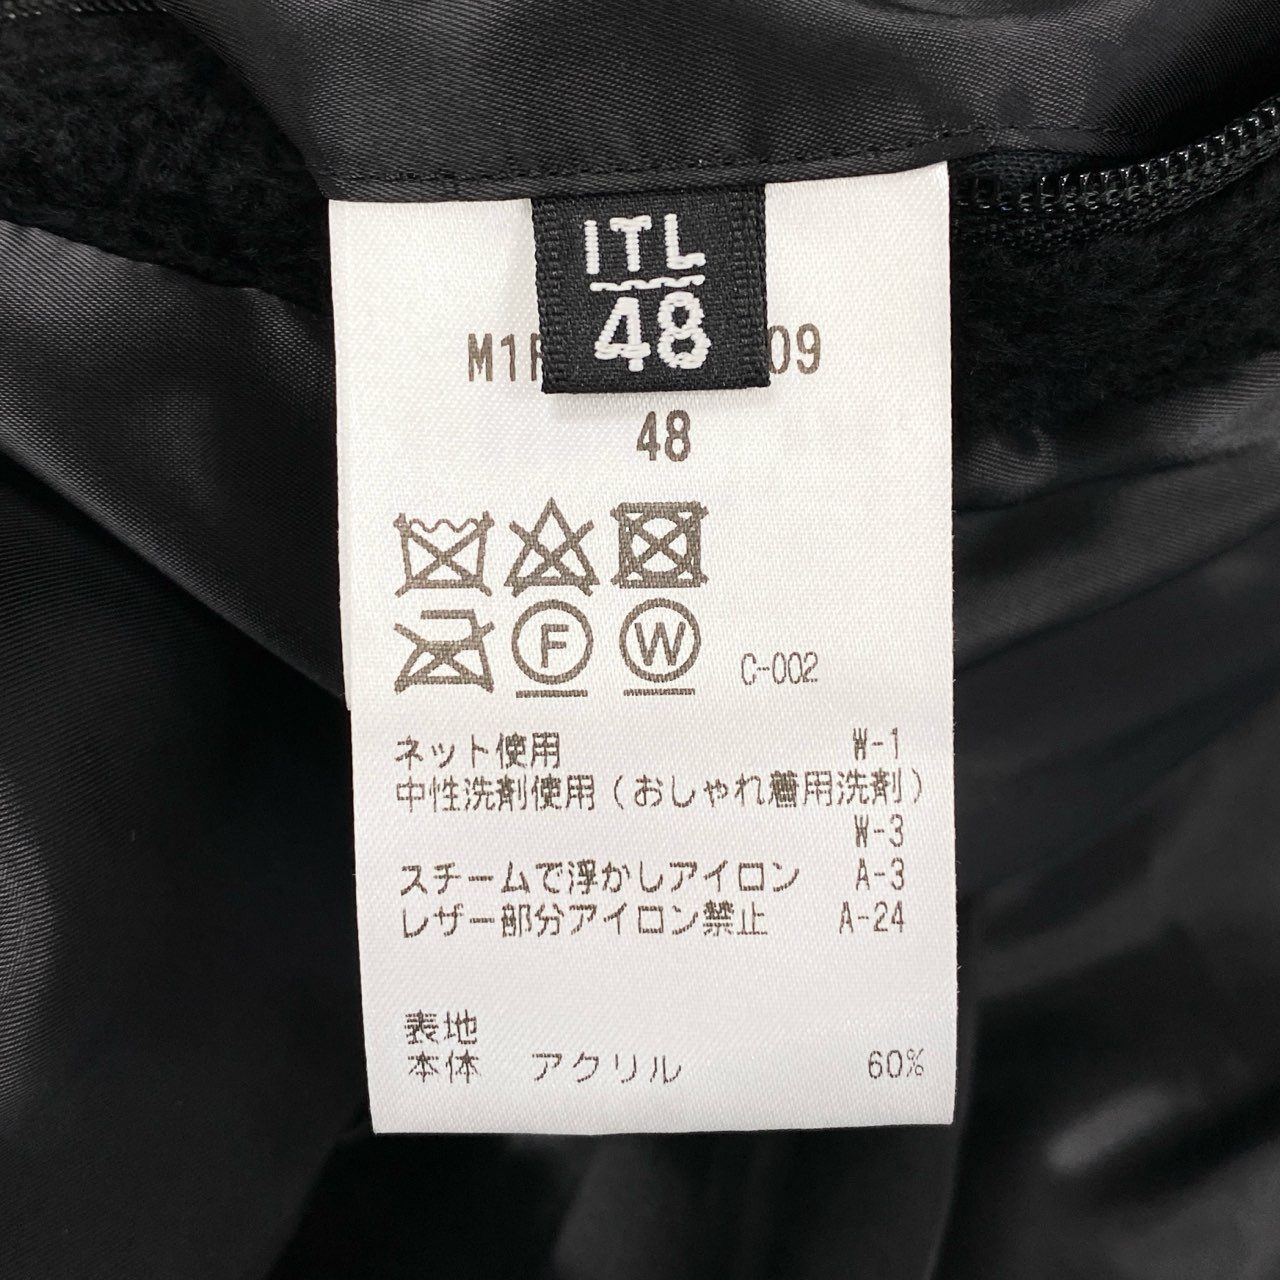 ITL
48
48
F W C-002
ネット使用 W-1
中性洗剤使用(おしゃれ着用洗剤)
W-3
スチームで浮かしアイロン A-3
レザー部分アイロン禁止 A-24
表地
本体 アクリル 60%